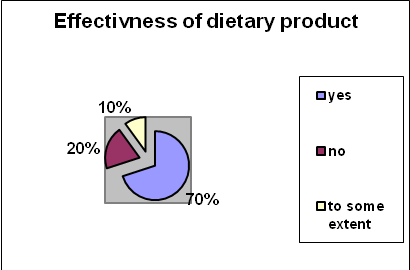 Effectivness of dietary product
10%
20%
70%
yes
no
to some
extent